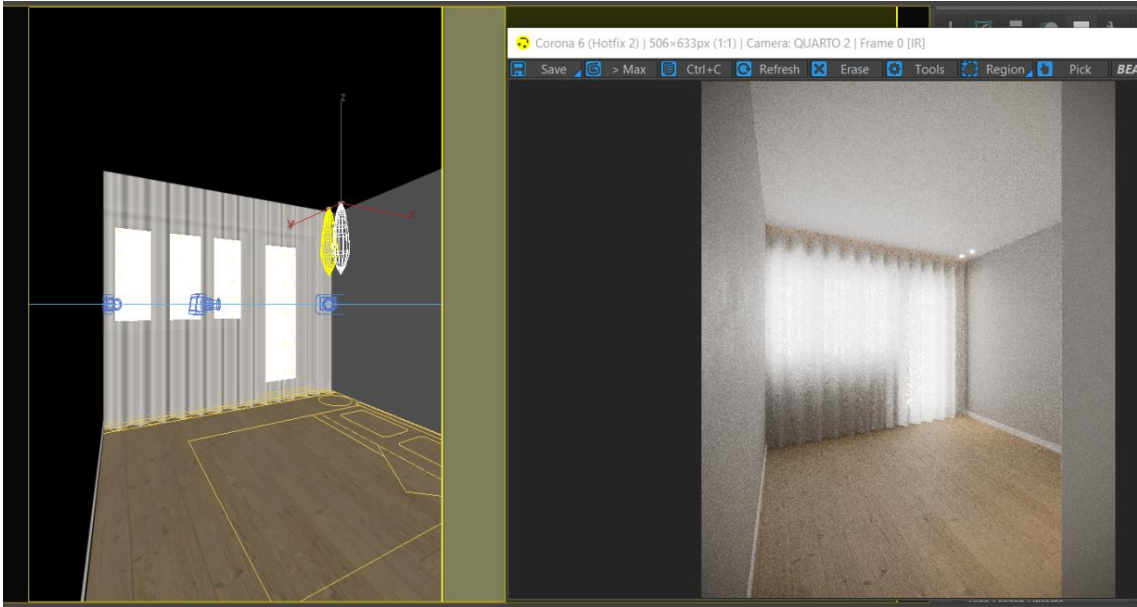 Corona 6 (Hotfix 2) | 506×633px (1:1) | Camera: QUARTO 2 | Frame 0 [IR]
Save > Max Ctrl+C Refresh Erase Tools Region Pick BEA
z
y x